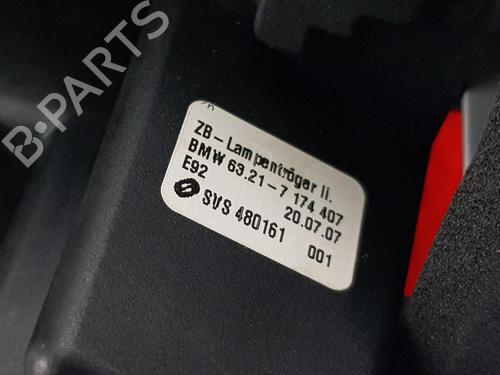 B-PARTS
ZB-Lampenträger li.
BMW 63.21-7 174 407
E92 20.07.07
SVS 480161 001